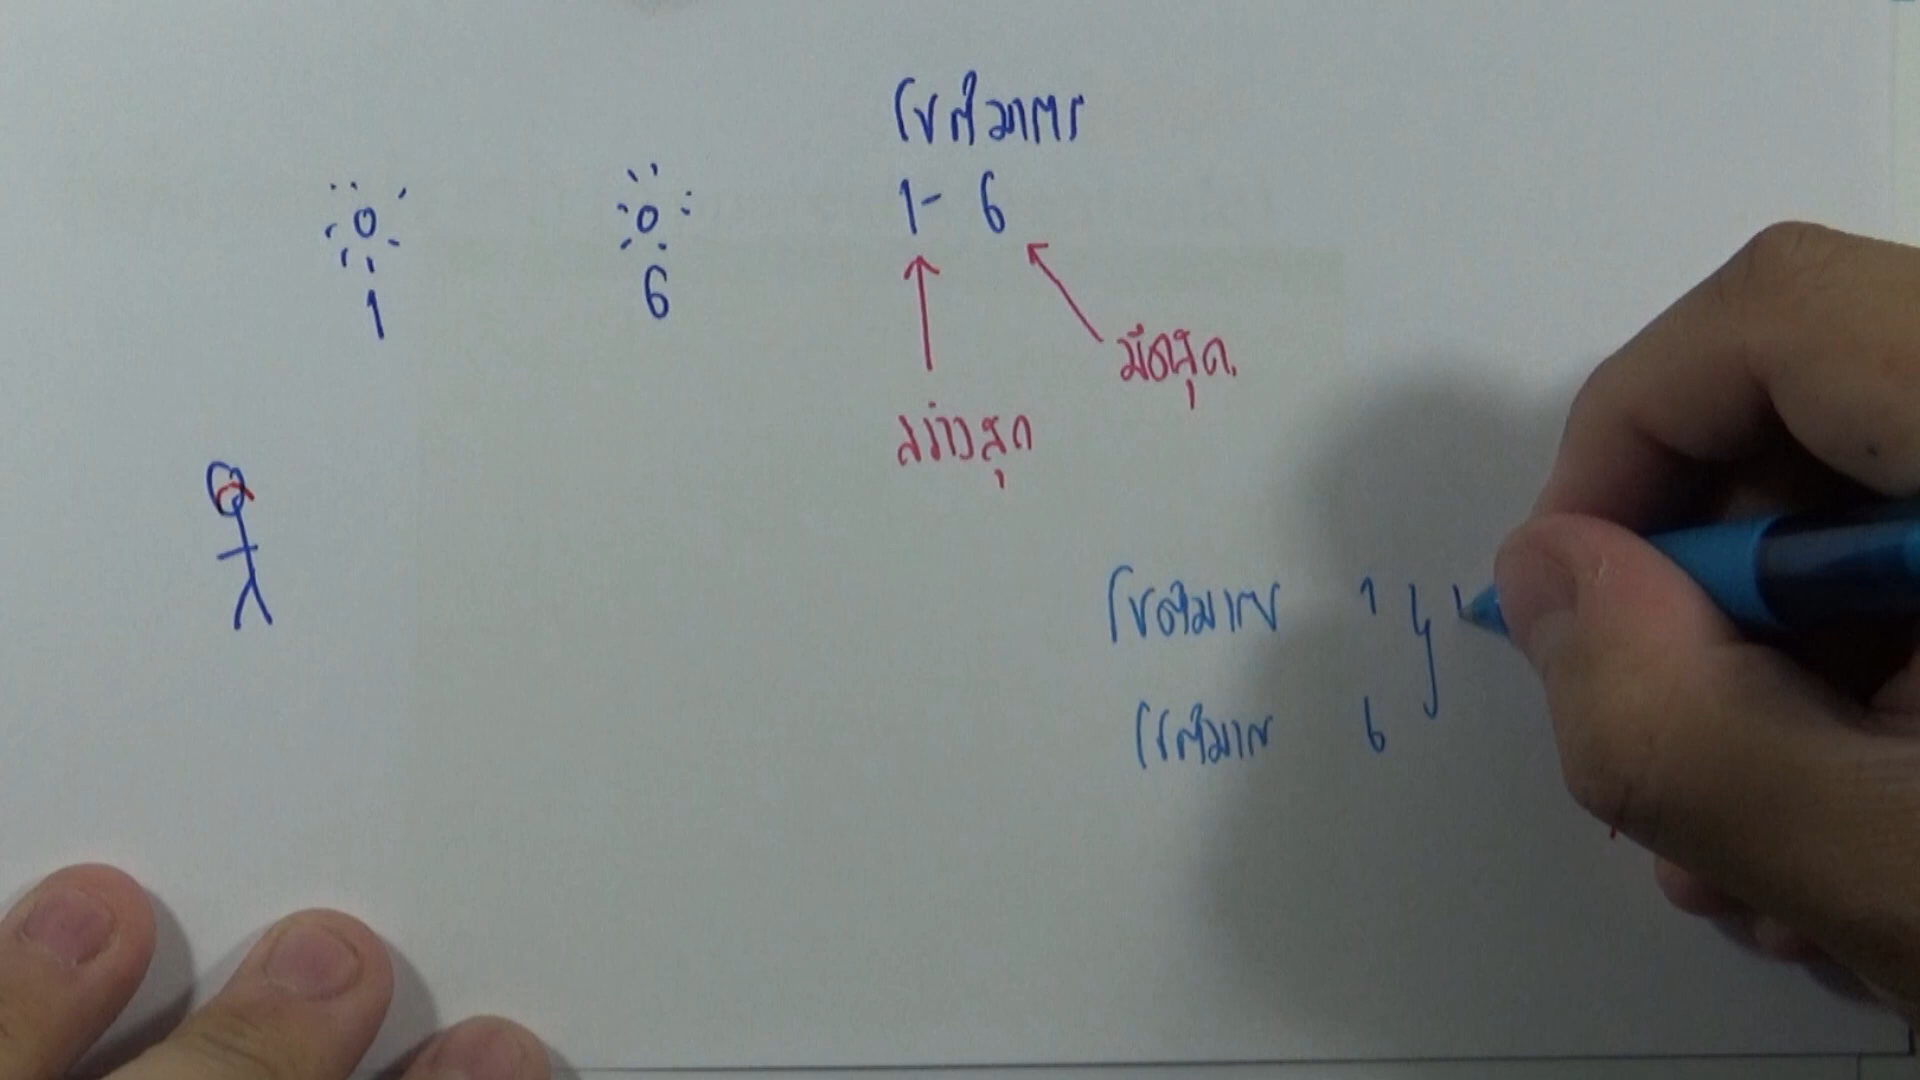 โชติมาตร
1 - 6
1
6
มืดสุด
สว่างสุด
โชติมาตร 1
โชติมาตร 6